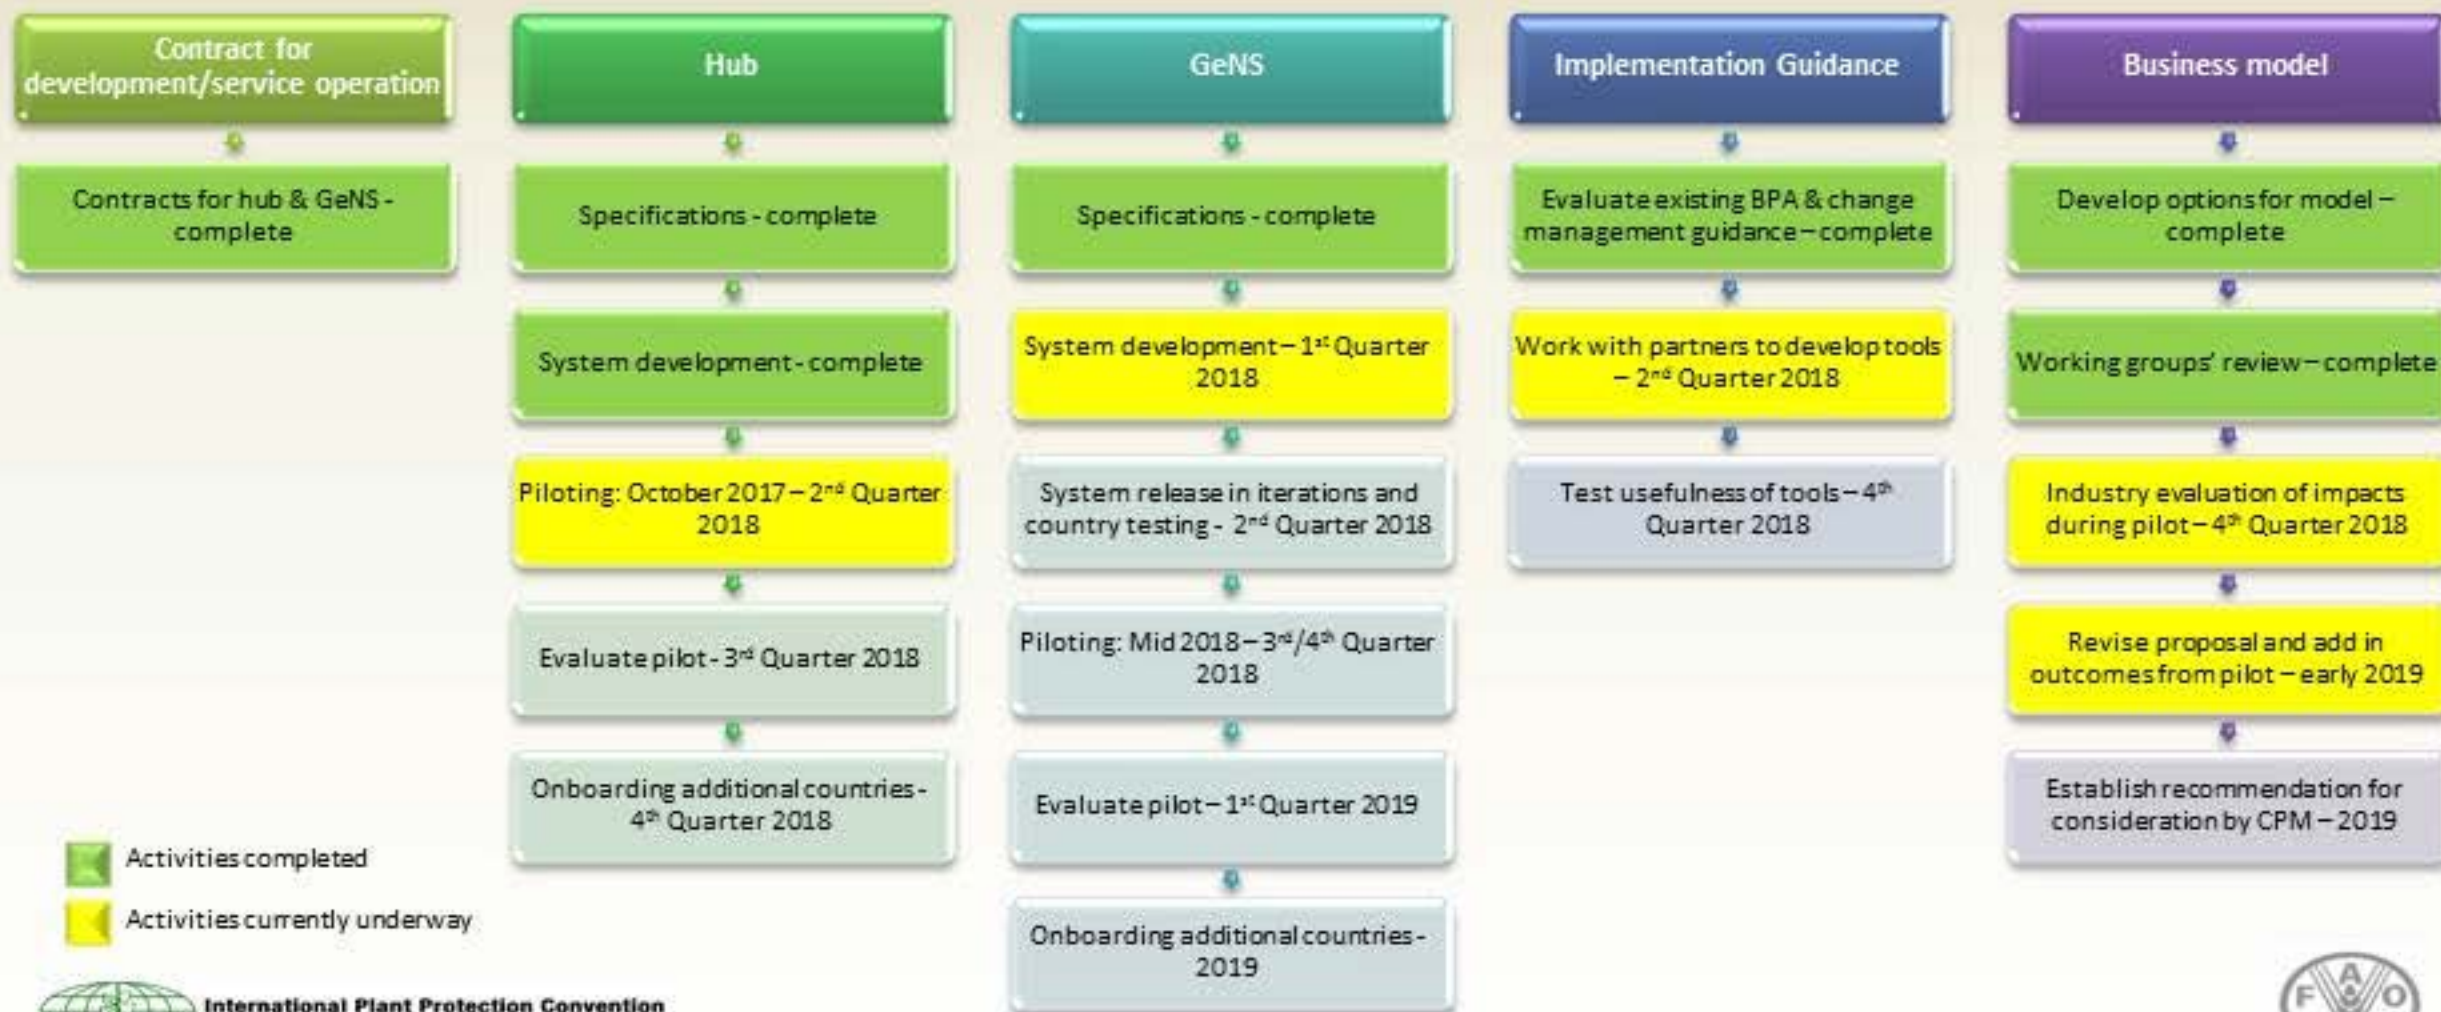 Contract for
development/service operation
Contracts for hub & GeNS -
complete
Hub
Specifications - complete
System development - complete
Piloting: October 2017 – 2nd Quarter
2018
Evaluate pilot - 3rd Quarter 2018
Onboarding additional countries -
4th Quarter 2018
GeNS
Specifications - complete
System development – 1st Quarter
2018
System release in iterations and
country testing - 2nd Quarter 2018
Piloting: Mid 2018 – 3rd/4th Quarter
2018
Evaluate pilot – 1st Quarter 2019
Onboarding additional countries -
2019
Implementation Guidance
Evaluate existing BPA & change
management guidance – complete
Work with partners to develop tools
– 2nd Quarter 2018
Test usefulness of tools – 4th
Quarter 2018
Business model
Develop options for model –
complete
Working groups' review – complete
Industry evaluation of impacts
during pilot – 4th Quarter 2018
Revise proposal and add in
outcomes from pilot – early 2019
Establish recommendation for
consideration by CPM – 2019
Activities completed
Activities currently underway
International Plant Protection Convention
FAO